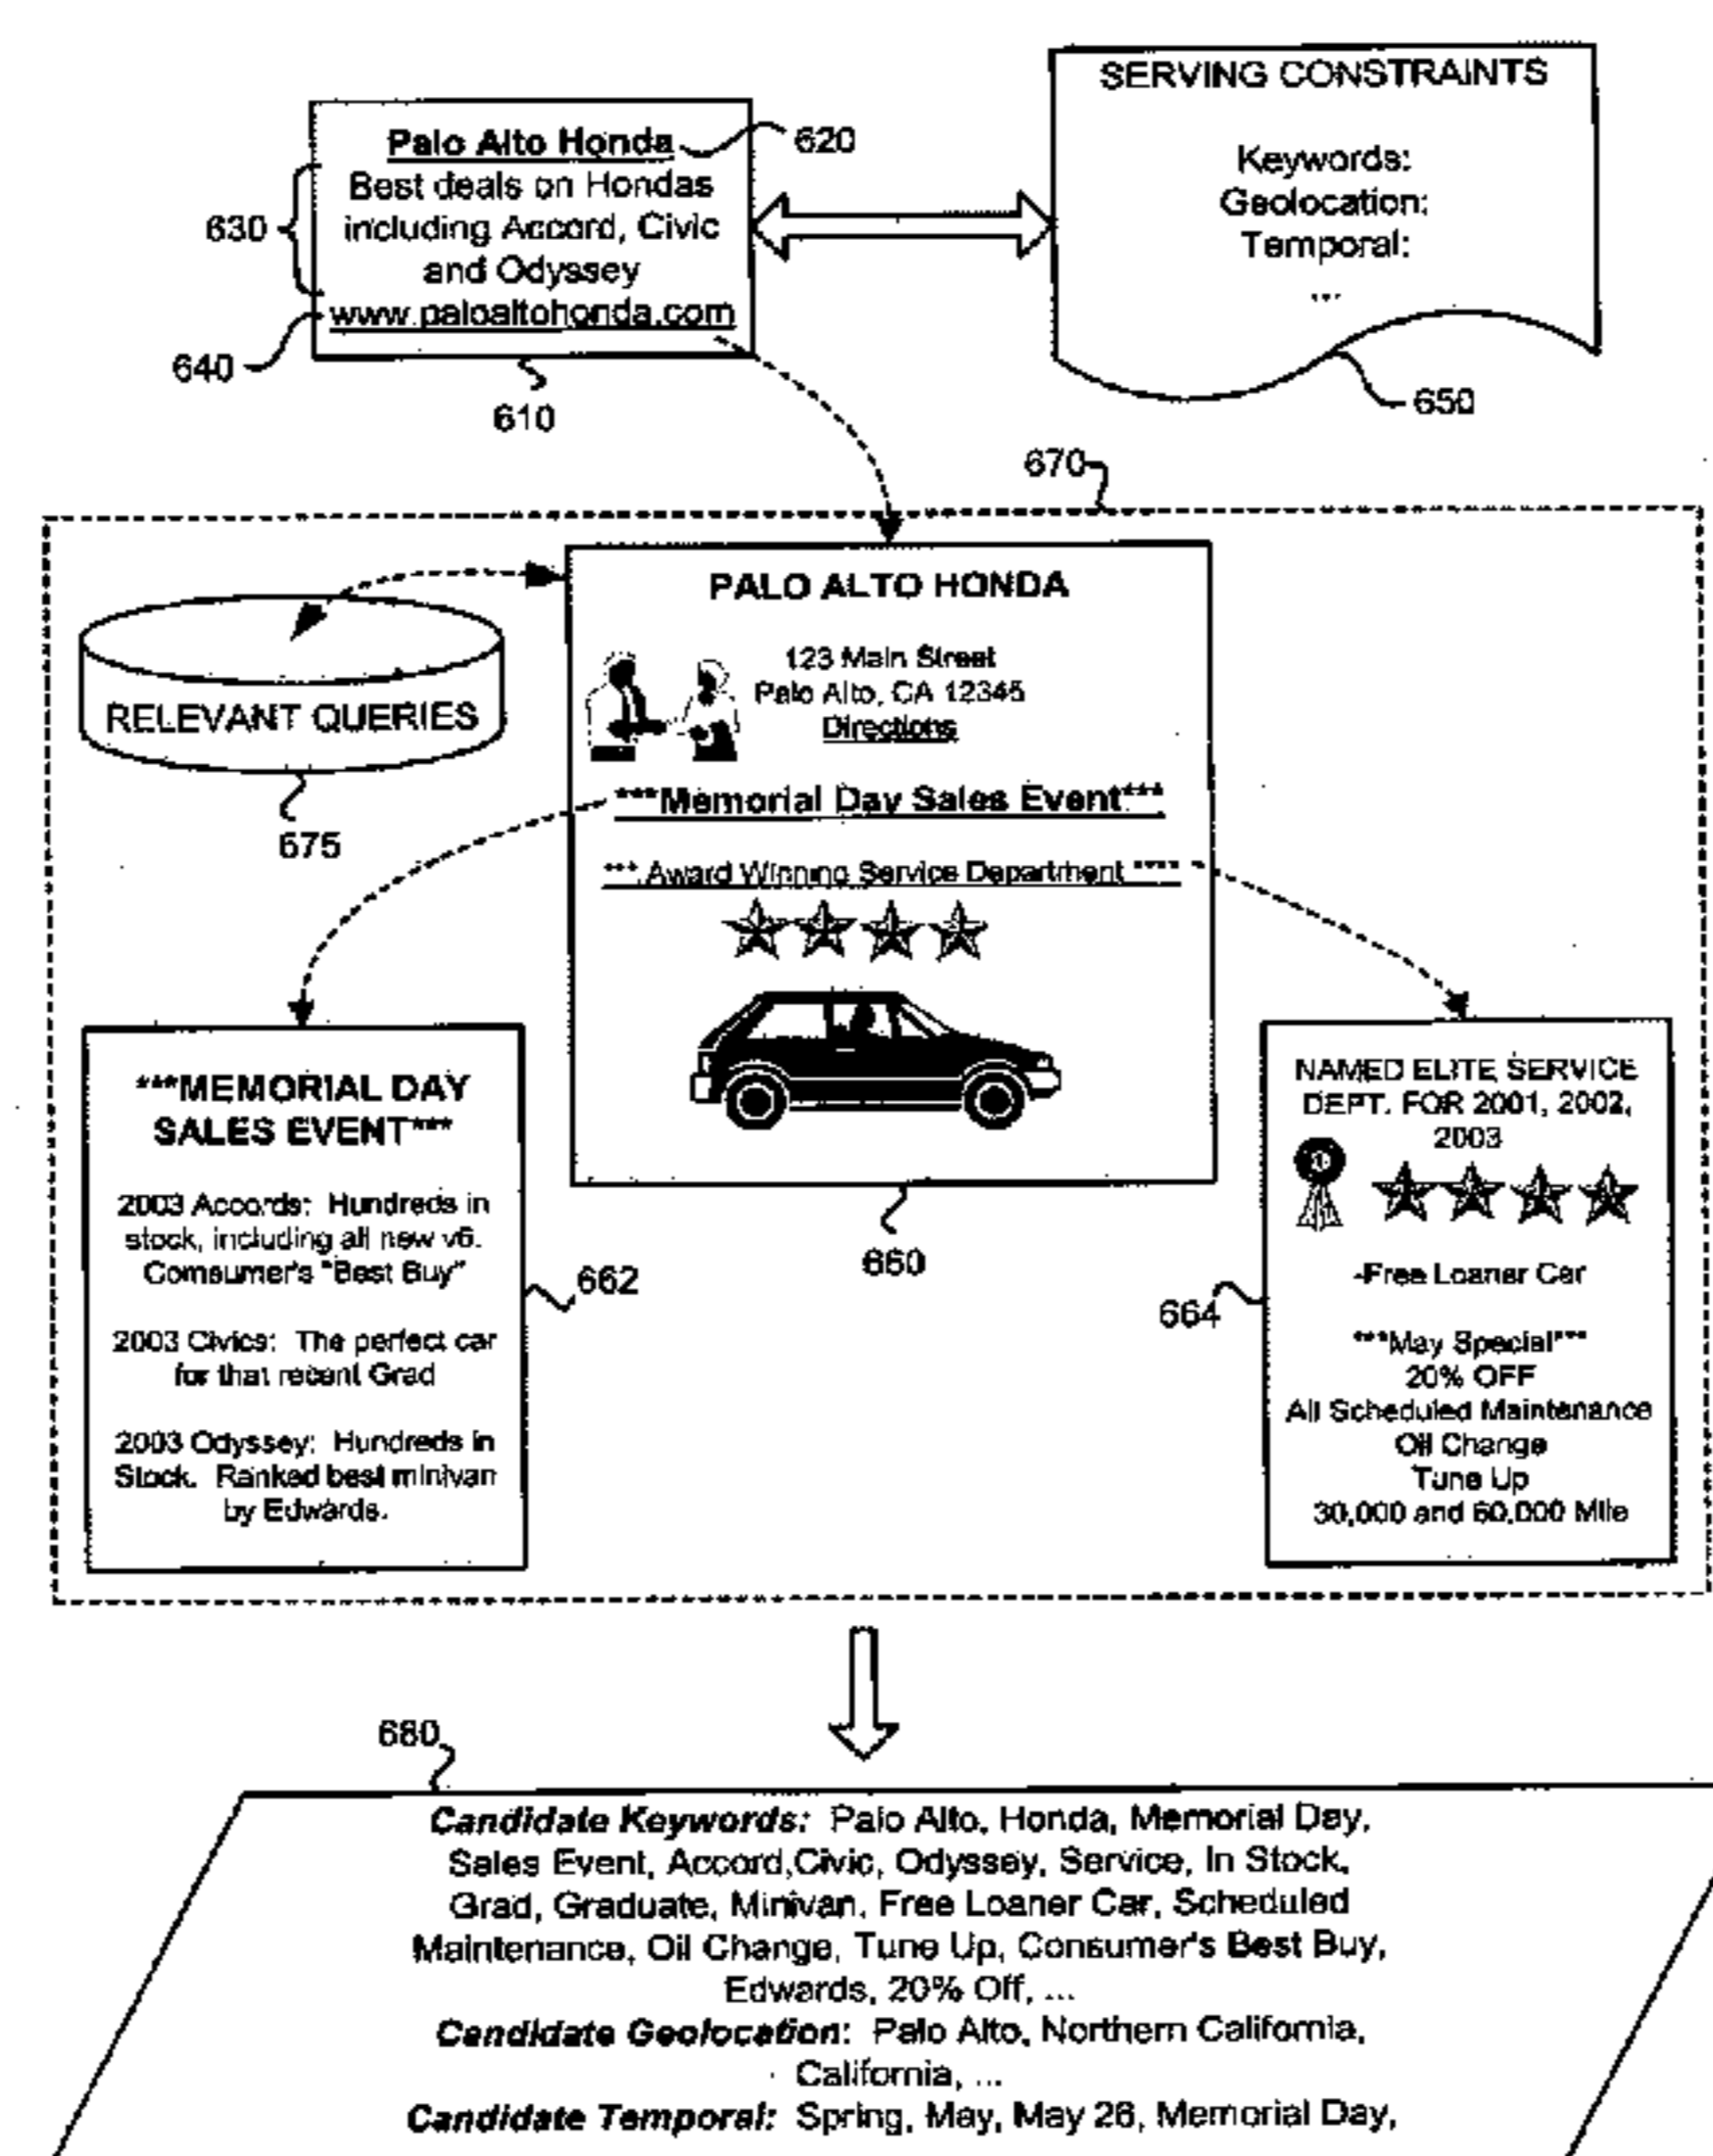 Palo Alto Honda
620
Best deals on Hondas
including Accord, Civic
and Odyssey
630
www.paloaltohonda.com
640
610
SERVING CONSTRAINTS
Keywords:
Geolocation:
Temporal:
...
650
670
RELEVANT QUERIES
675
PALO ALTO HONDA
123 Main Street
Palo Alto, CA 12345
Directions
***Memorial Day Sales Event***
*** Award Winning Service Department ****
660
***MEMORIAL DAY
SALES EVENT***
2003 Accords: Hundreds in
stock, including all new v6.
Comsumer's "Best Buy"
2003 Civics: The perfect car
for that recent Grad
2003 Odyssey: Hundreds in
Stock. Ranked best minivan
by Edwards.
662
NAMED ELITE SERVICE
DEPT. FOR 2001, 2002,
2003
1
-Free Loaner Car
***May Special***
20% OFF
All Scheduled Maintenance
Oil Change
Tune Up
30,000 and 60,000 Mile
664
680
Candidate Keywords: Palo Alto, Honda, Memorial Day,
Sales Event, Accord,Civic, Odyssey, Service, In Stock,
Grad, Graduate, Minivan, Free Loaner Car, Scheduled
Maintenance, Oil Change, Tune Up, Consumer's Best Buy,
Edwards, 20% Off, ...
Candidate Geolocation: Palo Alto, Northern California,
California, ...
Candidate Temporal: Spring, May, May 26, Memorial Day,